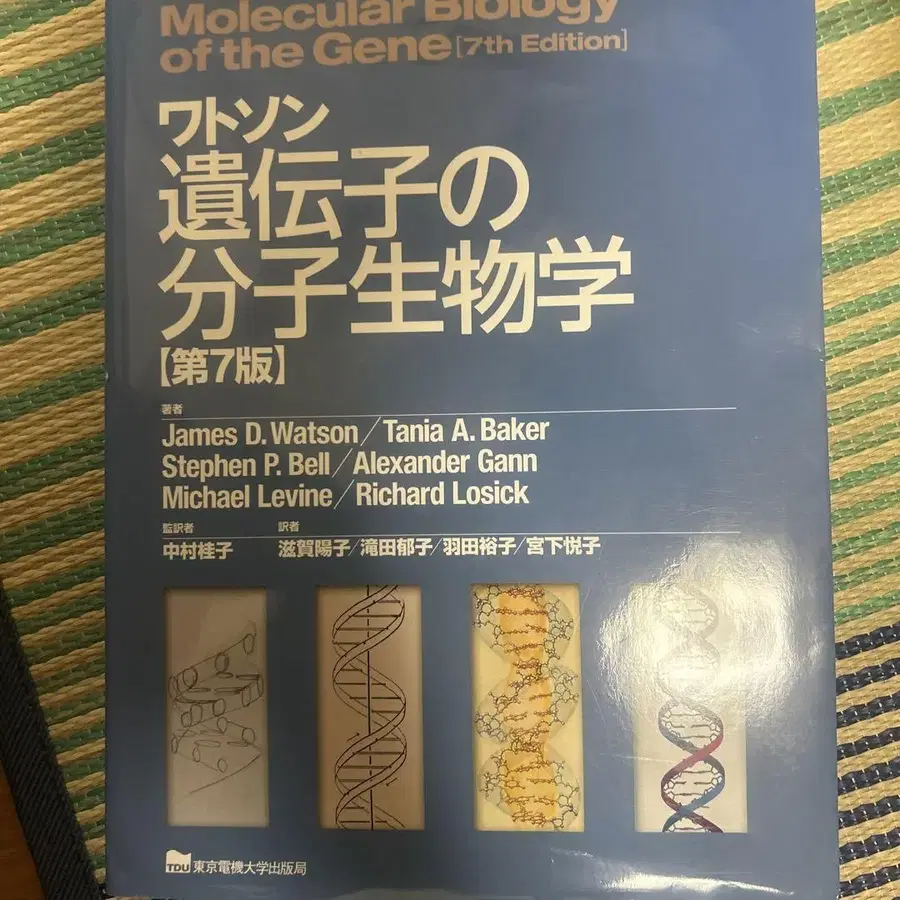 Molecular Biology
of the Gene [7th Edition]
ワトソン
遺伝子の
分子生物学
【第7版】
著者
James D. Watson／Tania A. Baker
Stephen P. Bell／Alexander Gann
Michael Levine／Richard Losick
監訳者 訳者
中村桂子 滋賀陽子／滝田郁子／羽田裕子／宮下悦子
TDU 東京電機大学出版局